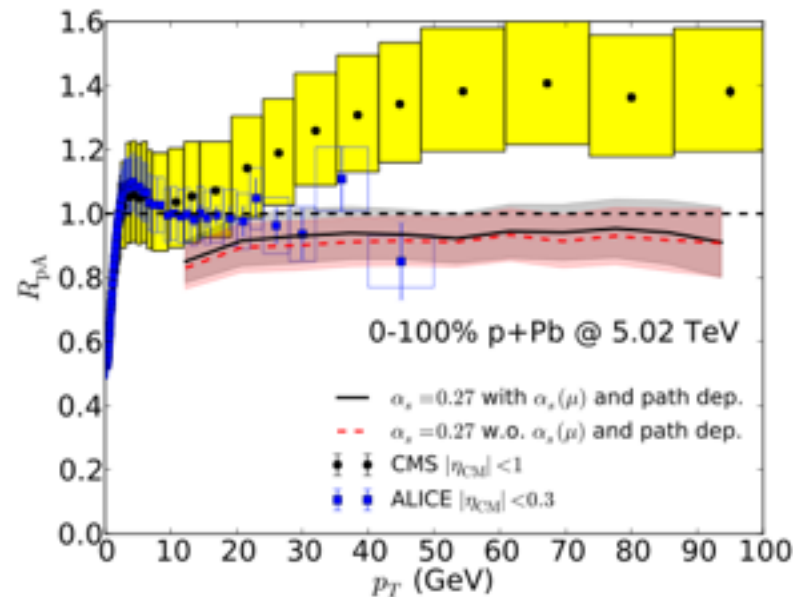 1.6
1.4
1.2
1.0
0.8
0.6
0.4
0.2
0.0
R_pA
0-100% p+Pb @ 5.02 TeV
α_s =0.27 with α_s(μ) and path dep.
α_s =0.27 w.o. α_s(μ) and path dep.
CMS |η_CM|<1
ALICE |η_CM|<0.3
0 10 20 30 40 50 60 70 80 90 100
p_T (GeV)